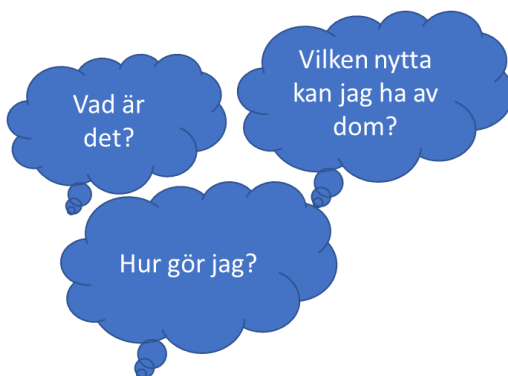 Vad är
det?
Vilken nytta
kan jag ha av
dom?
Hur gör jag?